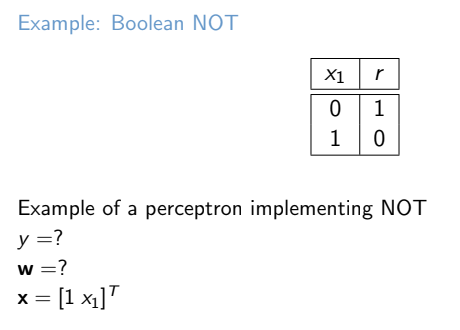 Example: Boolean NOT
x₁ r
0 1
1 0
Example of a perceptron implementing NOT
y =?
w =?
x = [1 x₁]ᵀ